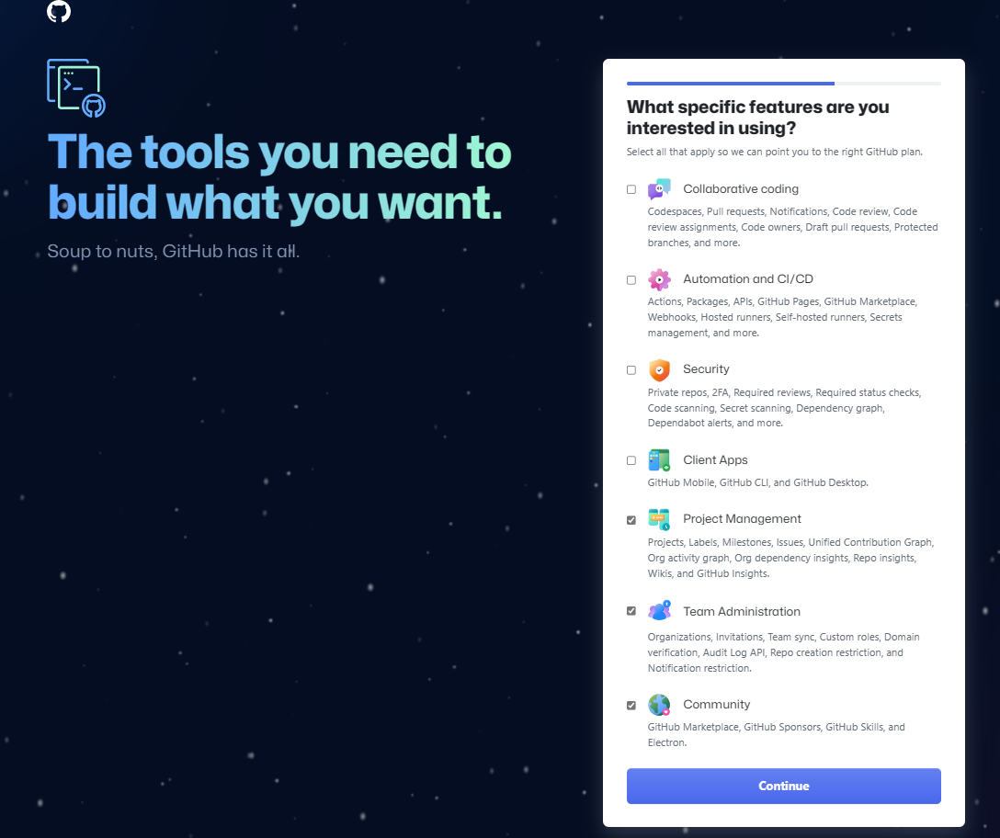 The tools you need to
build what you want.
Soup to nuts, GitHub has it all.
What specific features are you
interested in using?
Select all that apply so we can point you to the right GitHub plan.
Collaborative coding
Codespaces, Pull requests, Notifications, Code review, Code
review assignments, Code owners, Draft pull requests, Protected
branches, and more.
Automation and CI/CD
Actions, Packages, APIs, GitHub Pages, GitHub Marketplace,
Webhooks, Hosted runners, Self-hosted runners, Secrets
management, and more.
Security
Private repos, 2FA, Required reviews, Required status checks,
Code scanning, Secret scanning, Dependency graph,
Dependabot alerts, and more.
Client Apps
GitHub Mobile, GitHub CLI, and GitHub Desktop.
Project Management
Projects, Labels, Milestones, Issues, Unified Contribution Graph,
Org activity graph, Org dependency insights, Repo insights,
Wikis, and GitHub Insights.
Team Administration
Organizations, Invitations, Team sync, Custom roles, Domain
verification, Audit Log API, Repo creation restriction, and
Notification restriction.
Community
GitHub Marketplace, GitHub Sponsors, GitHub Skills, and
Electron.
Continue